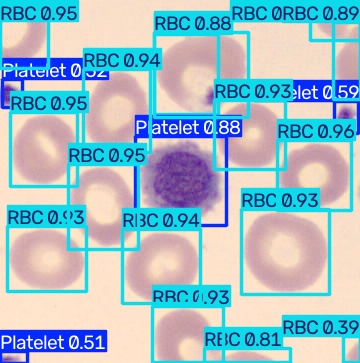 RBC 0.95
RBC 0.88
RBC 0
RBC 0.89
Platelet 0.52
RBC 0.94
RBC 0.93
elet 0.59
RBC 0.95
Platelet 0.88
RBC 0.96
RBC 0.95
RBC 0.93
RBC 0.93
RBC 0.94
RBC 0.93
Platelet 0.51
RBC 0.81
RBC 0.39